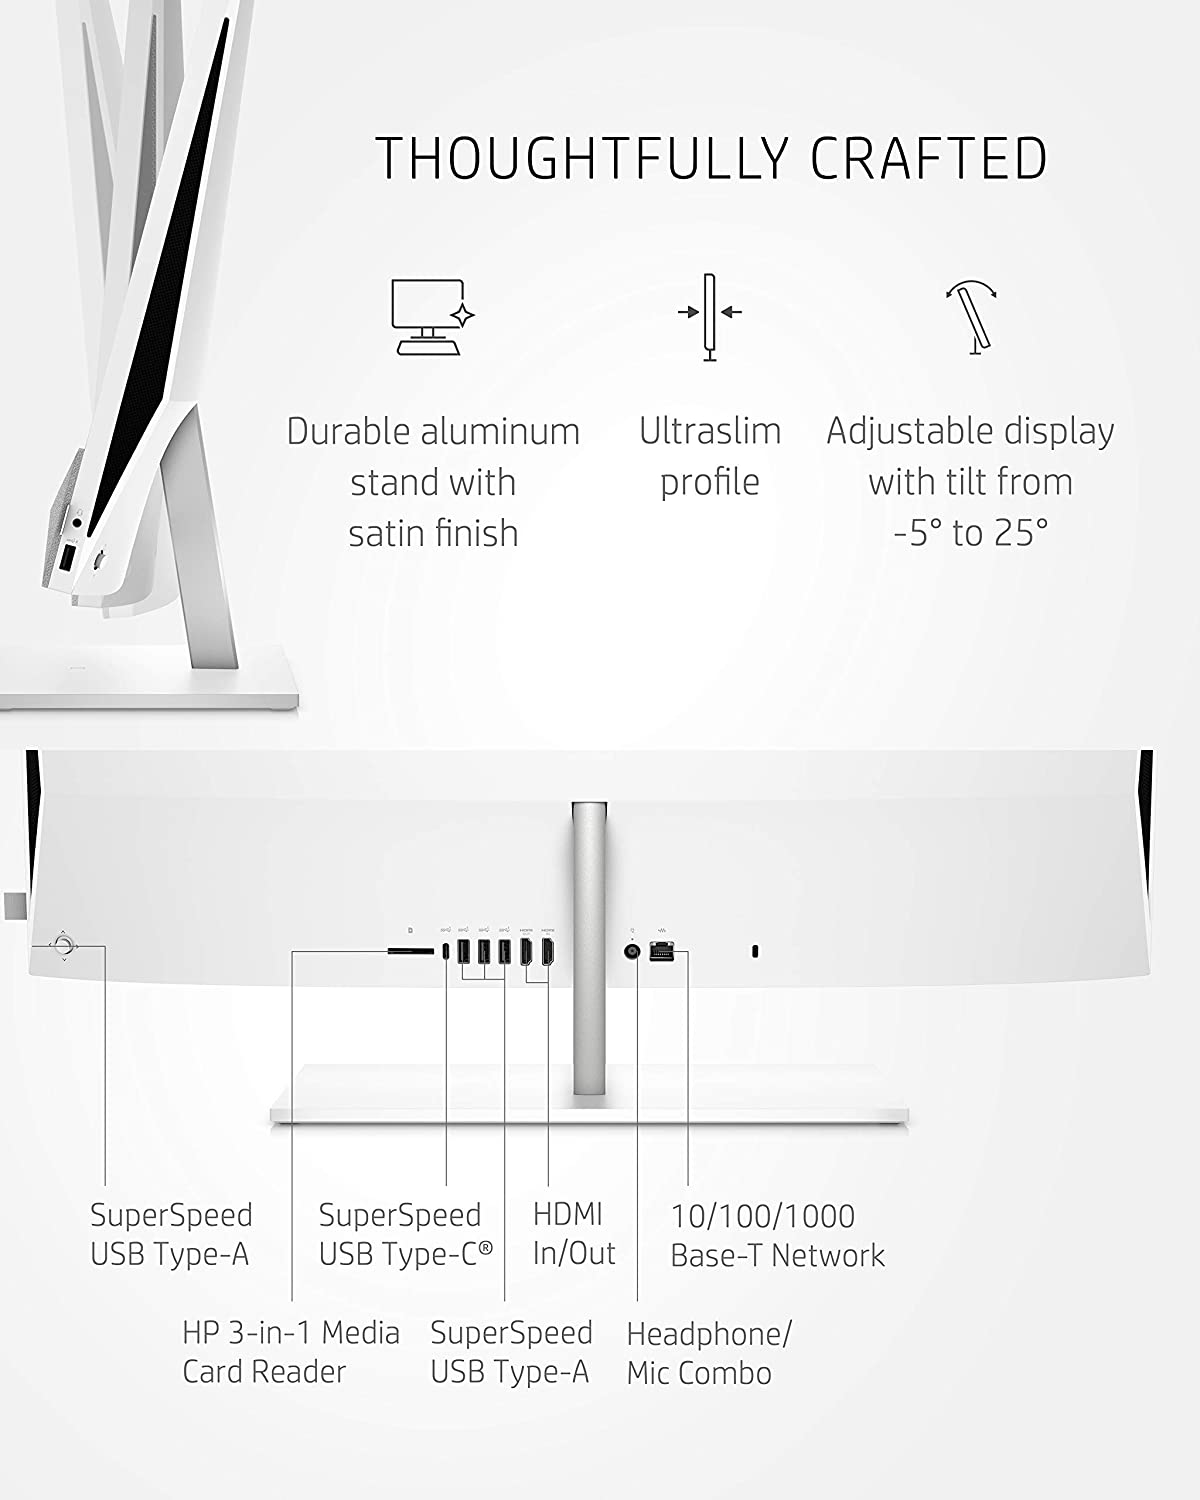 THOUGHTFULLY CRAFTED
Durable aluminum
stand with
satin finish
Ultraslim
profile
Adjustable display
with tilt from
-5° to 25°
SuperSpeed
USB Type-A
SuperSpeed
USB Type-C®
HDMI
In/Out
10/100/1000
Base-T Network
HP 3-in-1 Media
Card Reader
SuperSpeed
USB Type-A
Headphone/
Mic Combo